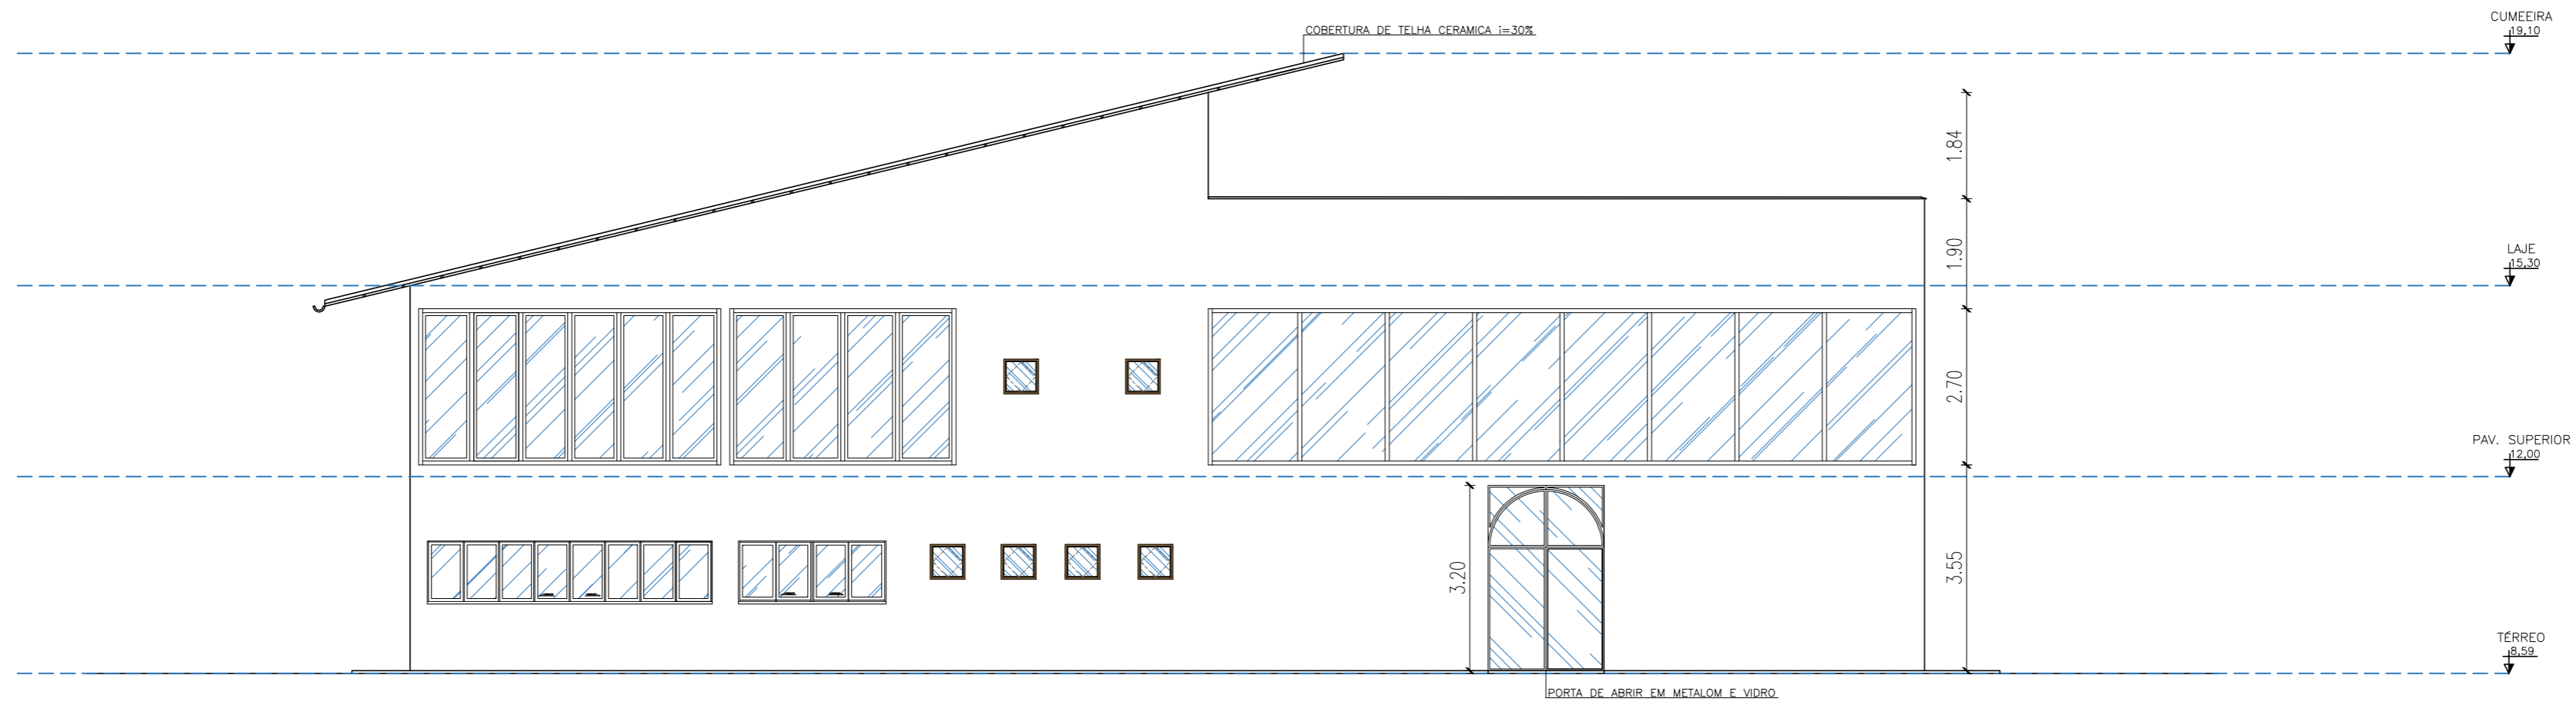 CUMEEIRA
19,10
COBERTURA DE TELHA CERAMICA i=30%
1.84
1.90
LAJE
15,30
2.70
PAV. SUPERIOR
12,00
3.20
3.55
TÉRREO
8,59
PORTA DE ABRIR EM METALOM E VIDRO